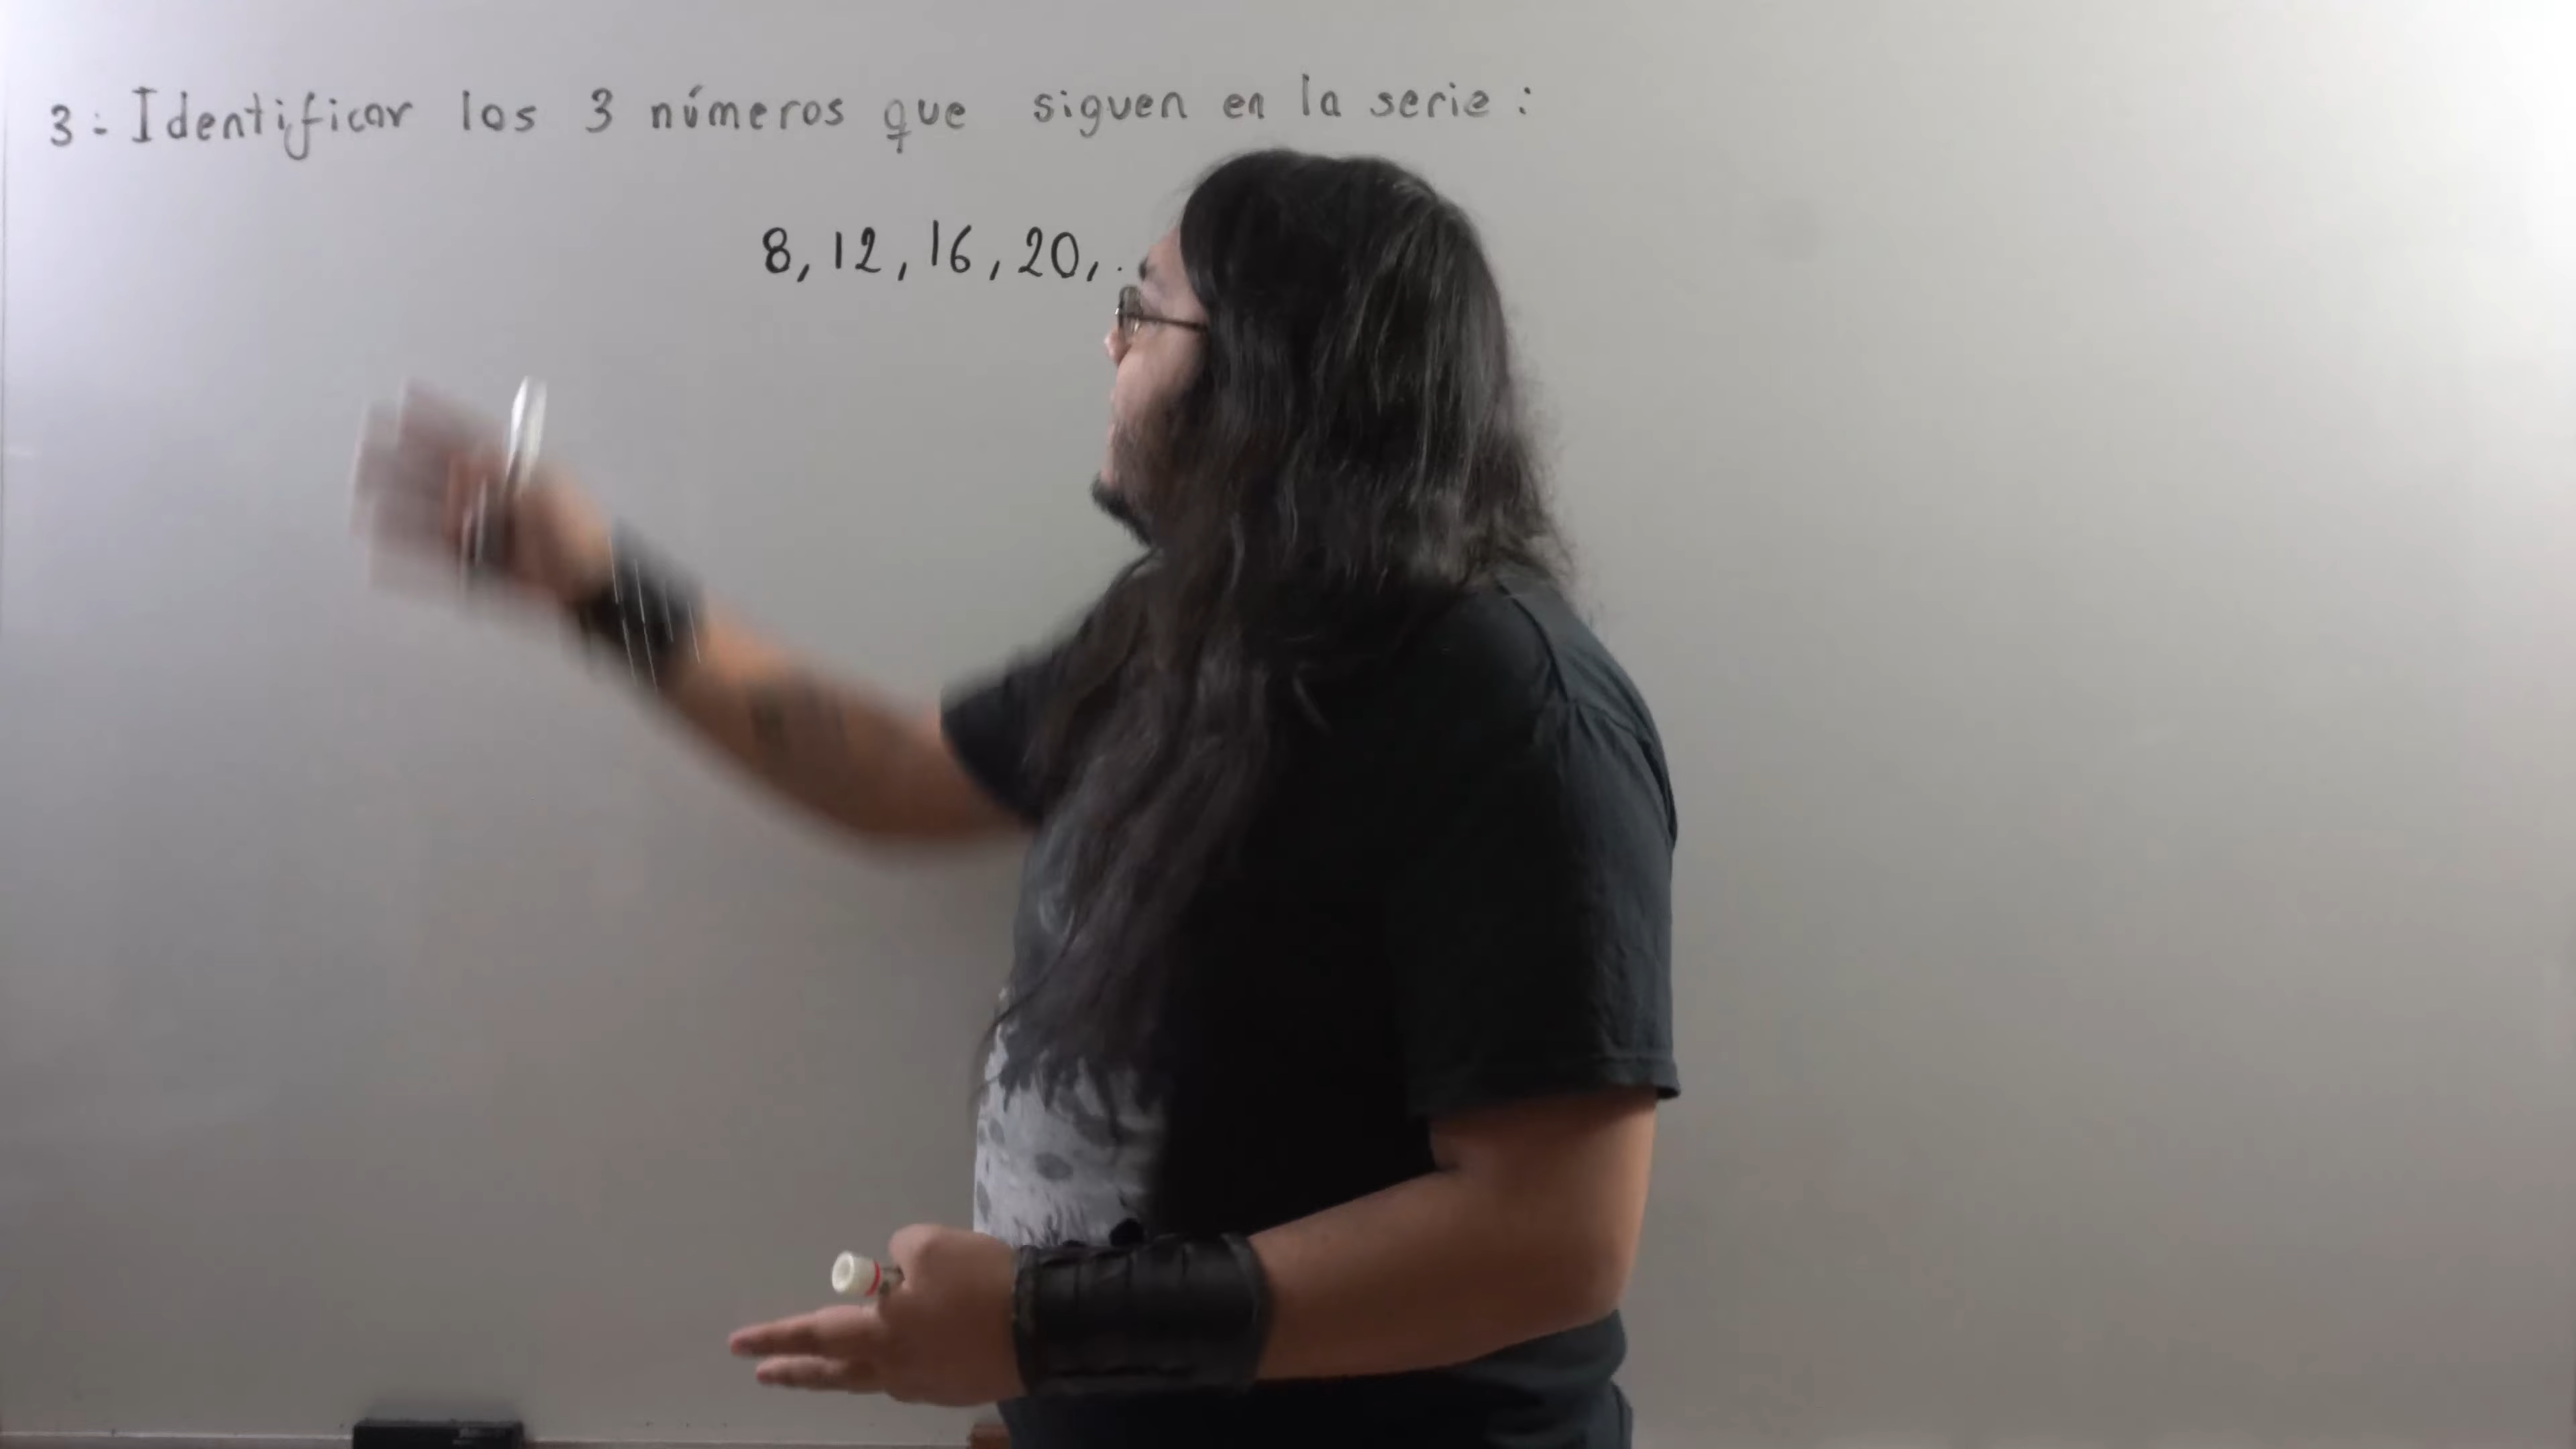 3.- Identificar los 3 números que siguen en la serie:
8, 12, 16, 20, .